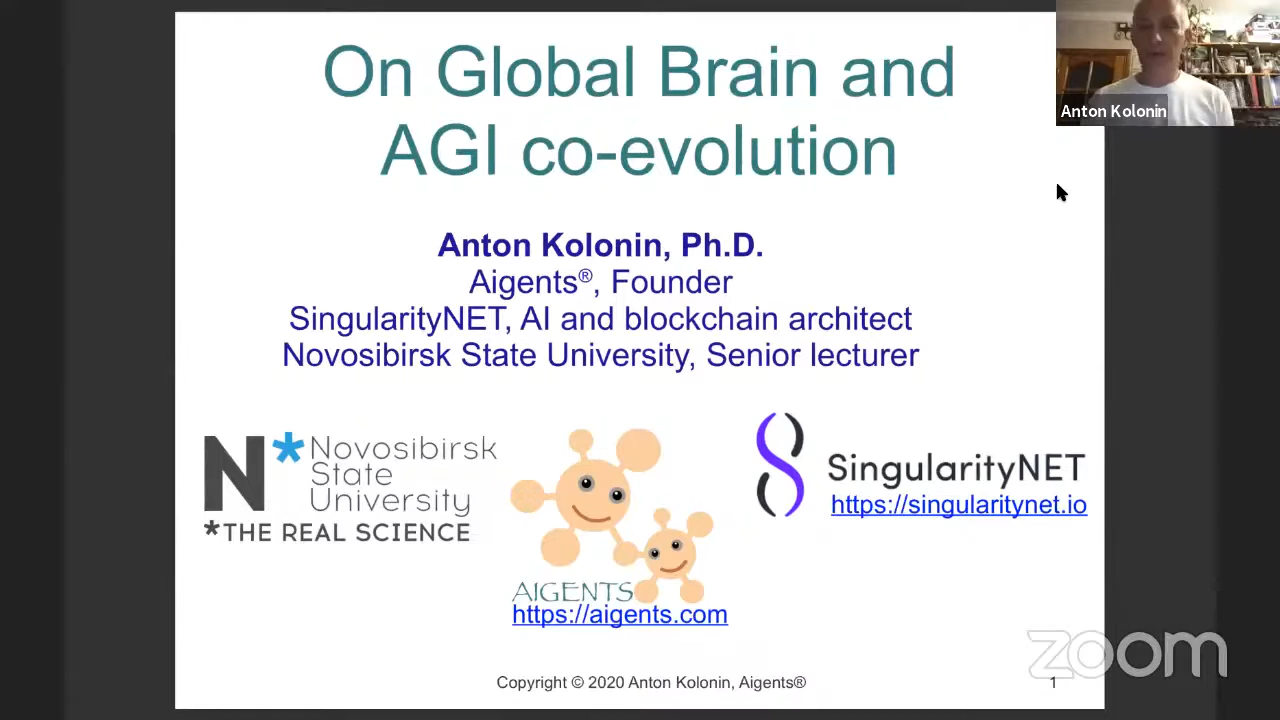 On Global Brain and
AGI co-evolution
Anton Kolonin
Anton Kolonin, Ph.D.
Aigents®, Founder
SingularityNET, AI and blockchain architect
Novosibirsk State University, Senior lecturer
N*
Novosibirsk
State
University
*THE REAL SCIENCE
AIGENTS
https://aigents.com
SingularityNET
https://singularitynet.io
zoom
Copyright © 2020 Anton Kolonin, Aigents®
1